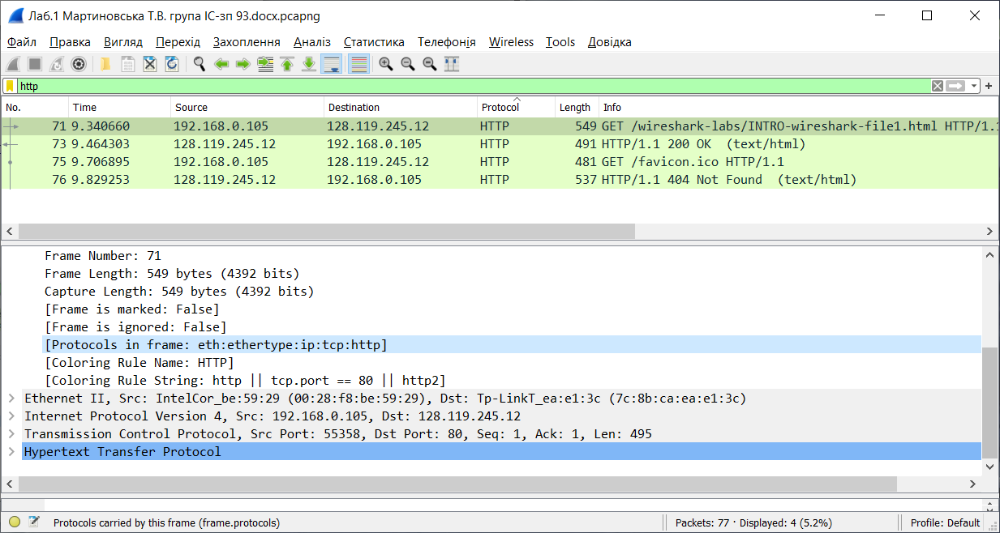 Лаб.1 Мартиновська Т.В. група ІС-зп 93.docx.pcapng
Файл Правка Вигляд Перехід Захоплення Аналіз Статистика Телефонія Wireless Tools Довідка
http
No. Time Source Destination Protocol Length Info
71 9.340660 192.168.0.105 128.119.245.12 HTTP 549 GET /wireshark-labs/INTRO-wireshark-file1.html HTTP/1.1
73 9.464303 128.119.245.12 192.168.0.105 HTTP 491 HTTP/1.1 200 OK (text/html)
75 9.706895 192.168.0.105 128.119.245.12 HTTP 481 GET /favicon.ico HTTP/1.1
76 9.829253 128.119.245.12 192.168.0.105 HTTP 537 HTTP/1.1 404 Not Found (text/html)
Frame Number: 71
Frame Length: 549 bytes (4392 bits)
Capture Length: 549 bytes (4392 bits)
[Frame is marked: False]
[Frame is ignored: False]
[Protocols in frame: eth:ethertype:ip:tcp:http]
[Coloring Rule Name: HTTP]
[Coloring Rule String: http || tcp.port == 80 || http2]
Ethernet II, Src: IntelCor_be:59:29 (00:28:f8:be:59:29), Dst: Tp-LinkT_ea:e1:3c (7c:8b:ca:ea:e1:3c)
Internet Protocol Version 4, Src: 192.168.0.105, Dst: 128.119.245.12
Transmission Control Protocol, Src Port: 55358, Dst Port: 80, Seq: 1, Ack: 1, Len: 495
Hypertext Transfer Protocol
Protocols carried by this frame (frame.protocols) Packets: 77 · Displayed: 4 (5.2%) Profile: Default